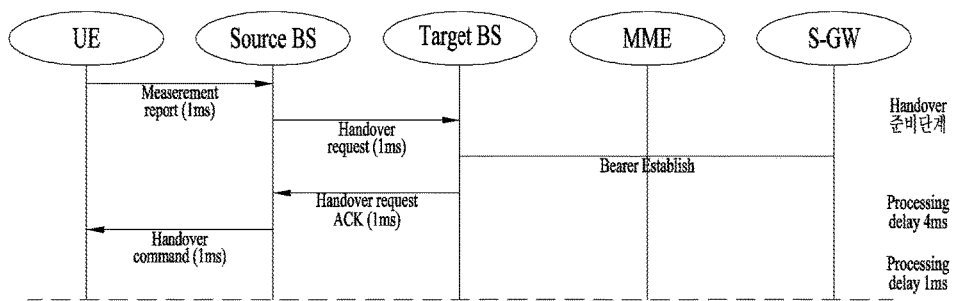 UE
Source BS
Target BS
MME
S-GW
Measerement
report (1ms)
Handover
준비단계
Handover
request (1ms)
Bearer Establish
Handover request
ACK (1ms)
Processing
delay 4ms
Handover
command (1ms)
Processing
delay 1ms